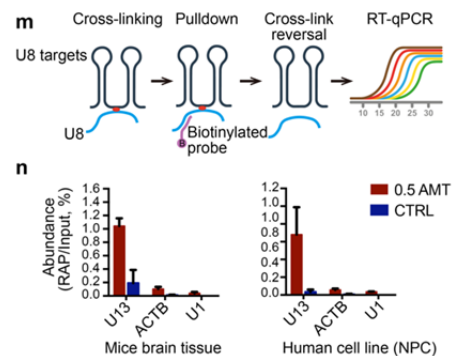 m
Cross-linking
Pulldown
Cross-link
reversal
RT-qPCR
U8 targets
U8
Biotinylated
probe
B
10 15 20 25 30
n
Abundance
(RAP/Input, %)
1.6
1.4
1.2
1.0
0.8
0.6
0.4
0.2
0.0
U13
ACTB
U1
Mice brain tissue
1.2
1.0
0.8
0.6
0.4
0.2
0.0
U13
ACTB
U1
Human cell line (NPC)
0.5 AMT
CTRL